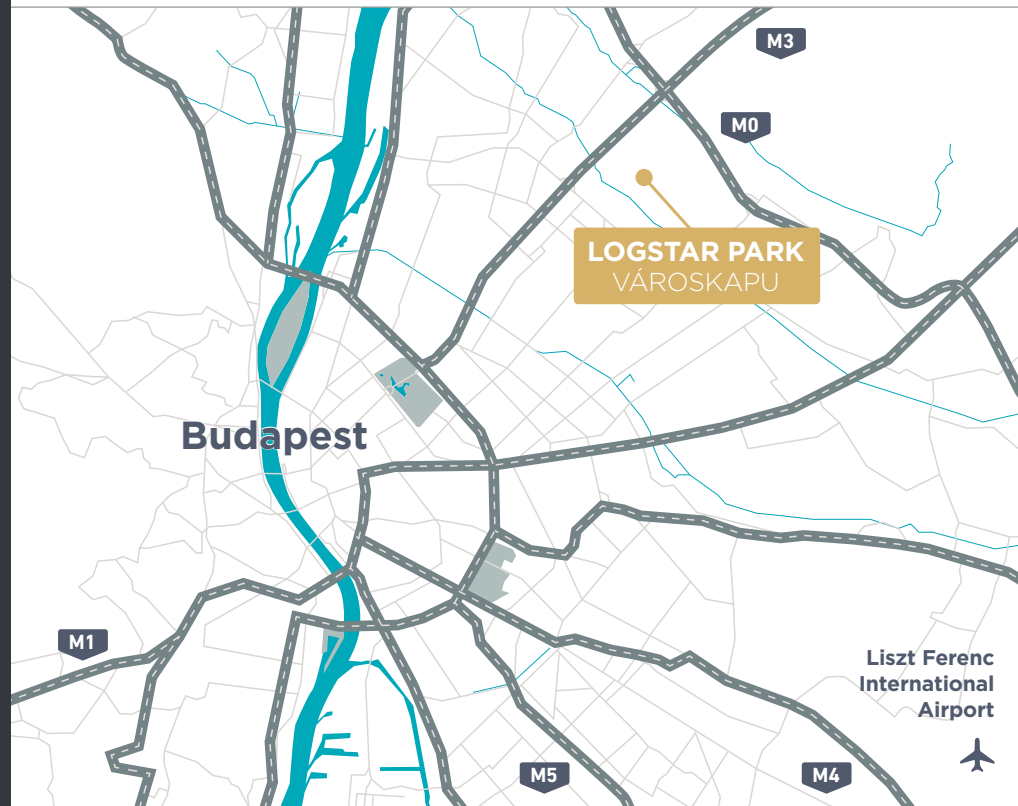 M3
M0
LOGSTAR PARK
VÁROSKAPU
Budapest
M1
Liszt Ferenc
International
Airport
M5
M4